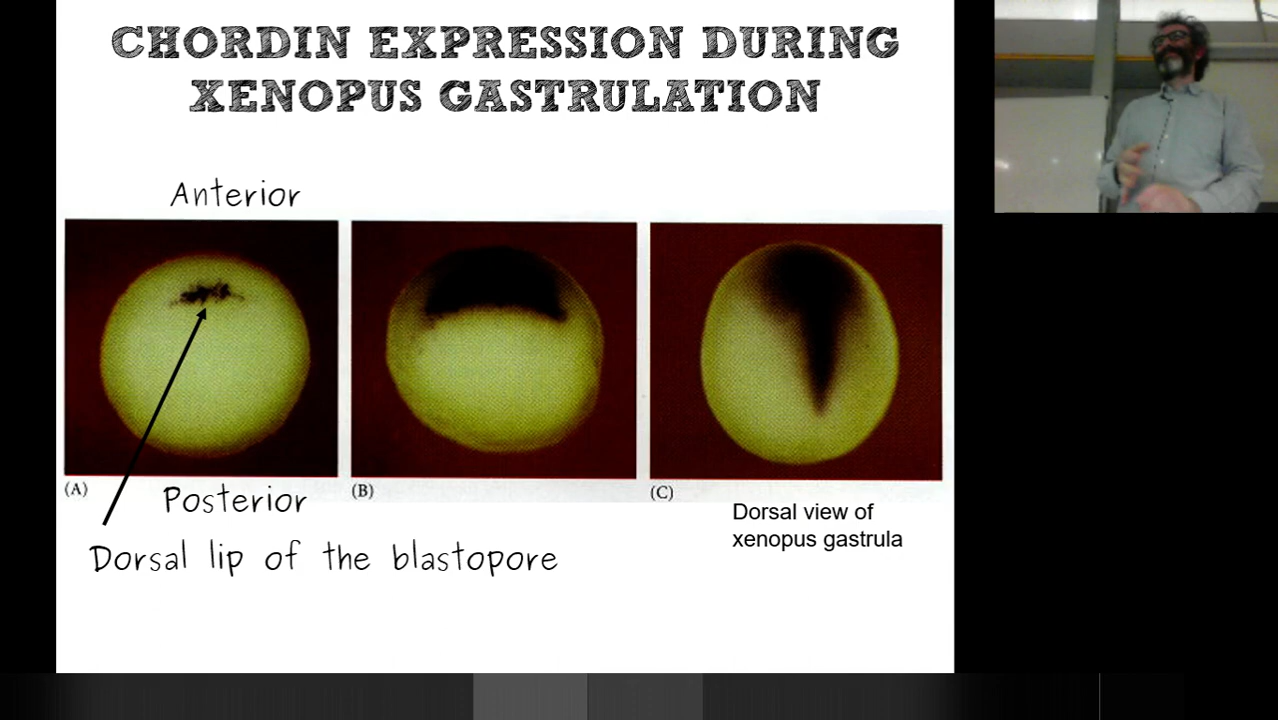 CHORDIN EXPRESSION DURING
XENOPUS GASTRULATION
Anterior
(A)
(B)
(C)
Posterior
Dorsal view of
xenopus gastrula
Dorsal lip of the blastopore